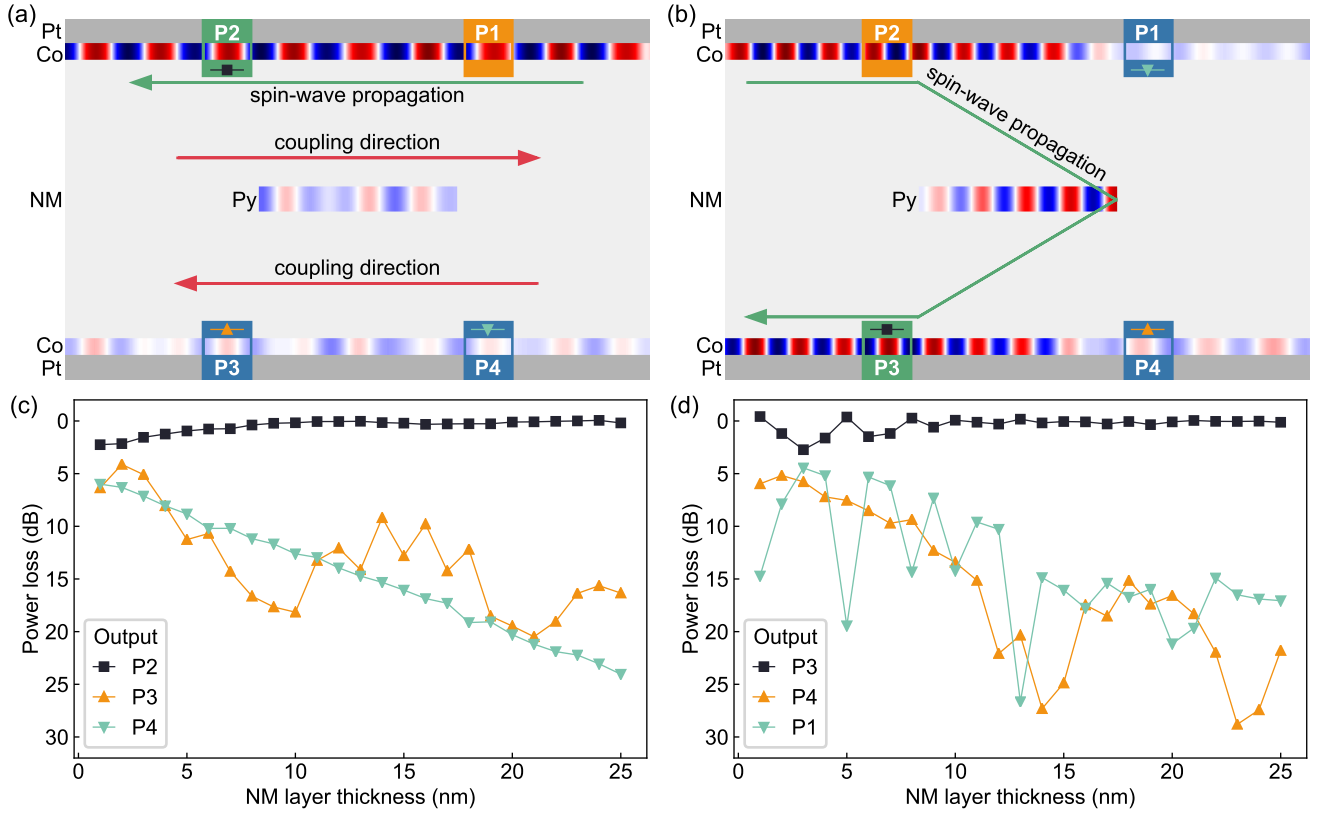 (a)
Pt
Co
P2
P1
spin-wave propagation
coupling direction
NM
Py
coupling direction
Co
Pt
P3
P4
(b)
Pt
Co
P2
P1
spin-wave propagation
NM
Py
Co
Pt
P3
P4
(c)
Power loss (dB)
0
5
10
15
20
25
30
Output
P2
P3
P4
0
5
10
15
20
25
NM layer thickness (nm)
(d)
Power loss (dB)
0
5
10
15
20
25
30
Output
P3
P4
P1
0
5
10
15
20
25
NM layer thickness (nm)